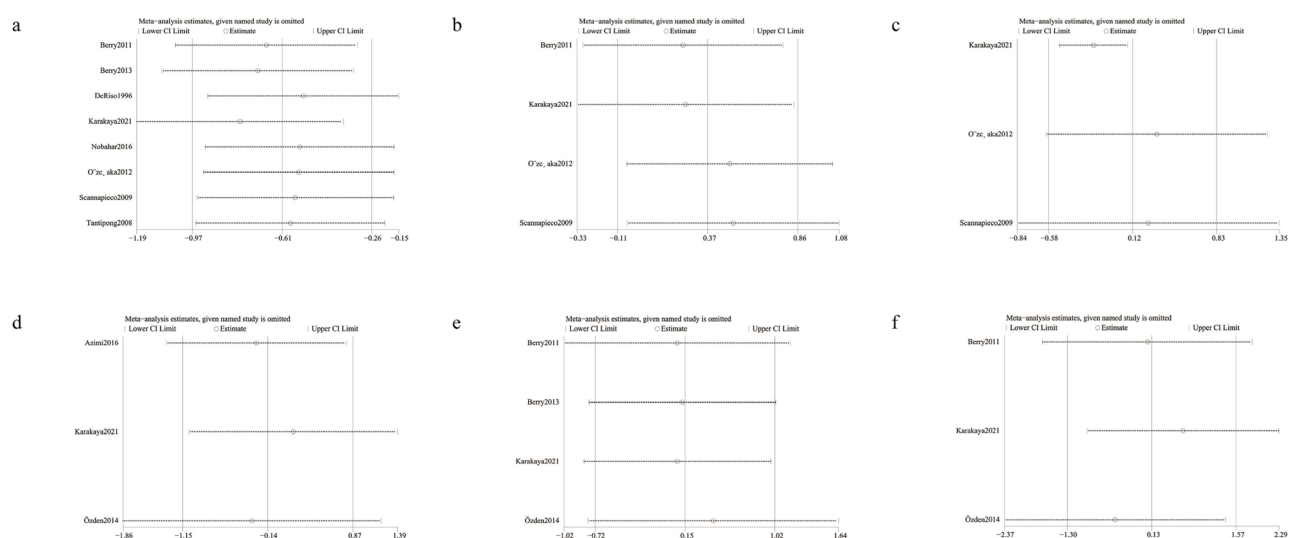 a
Meta−analysis estimates, given named study is omitted
| Lower CI Limit ○ Estimate | Upper CI Limit
Berry2011
Berry2013
DeRiso1996
Karakaya2021
Nobahar2016
O¨zc¸ aka2012
Scannapieco2009
Tantipong2008
−1.19 −0.97 −0.61 −0.26 −0.15
b
Meta−analysis estimates, given named study is omitted
| Lower CI Limit ○ Estimate | Upper CI Limit
Berry2011
Karakaya2021
O¨zc¸ aka2012
Scannapieco2009
−0.33 −0.11 0.37 0.86 1.08
c
Meta−analysis estimates, given named study is omitted
| Lower CI Limit ○ Estimate | Upper CI Limit
Karakaya2021
O¨zc¸ aka2012
Scannapieco2009
−0.84 −0.58 0.12 0.83 1.35
d
Meta−analysis estimates, given named study is omitted
| Lower CI Limit ○ Estimate | Upper CI Limit
Azimi2016
Karakaya2021
Özden2014
−1.86 −1.15 −0.14 0.87 1.39
e
Meta−analysis estimates, given named study is omitted
| Lower CI Limit ○ Estimate | Upper CI Limit
Berry2011
Berry2013
Karakaya2021
Özden2014
−1.02 −0.72 0.15 1.02 1.64
f
Meta−analysis estimates, given named study is omitted
| Lower CI Limit ○ Estimate | Upper CI Limit
Berry2011
Karakaya2021
Özden2014
−2.37 −1.30 0.13 1.57 2.29